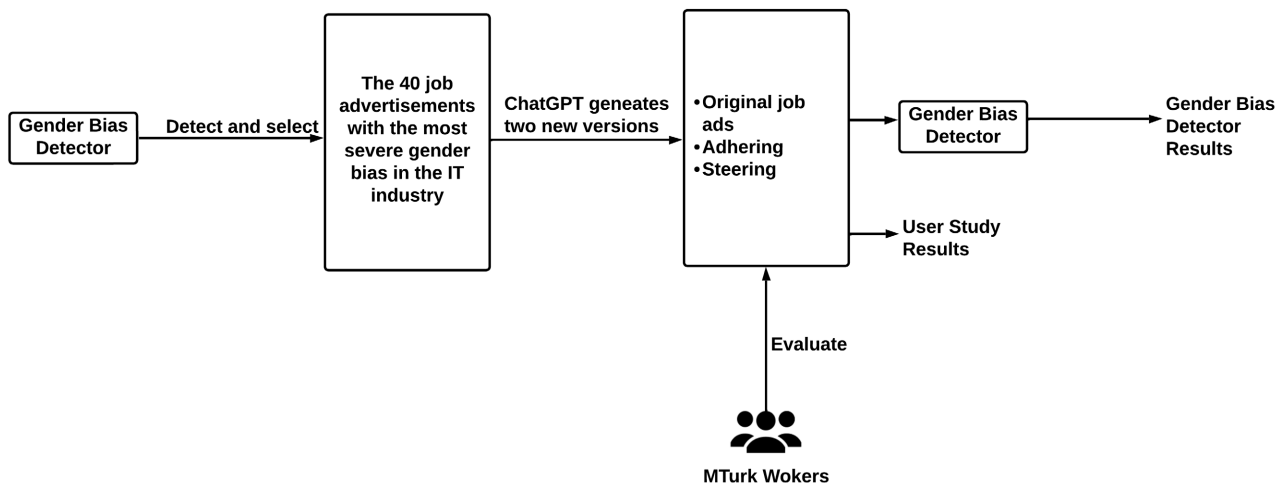 Gender Bias
Detector
Detect and select
The 40 job
advertisements
with the most
severe gender
bias in the IT
industry
ChatGPT geneates
two new versions
•Original job
ads
•Adhering
•Steering
Gender Bias
Detector
Gender Bias
Detector
Results
User Study
Results
Evaluate
MTurk Wokers